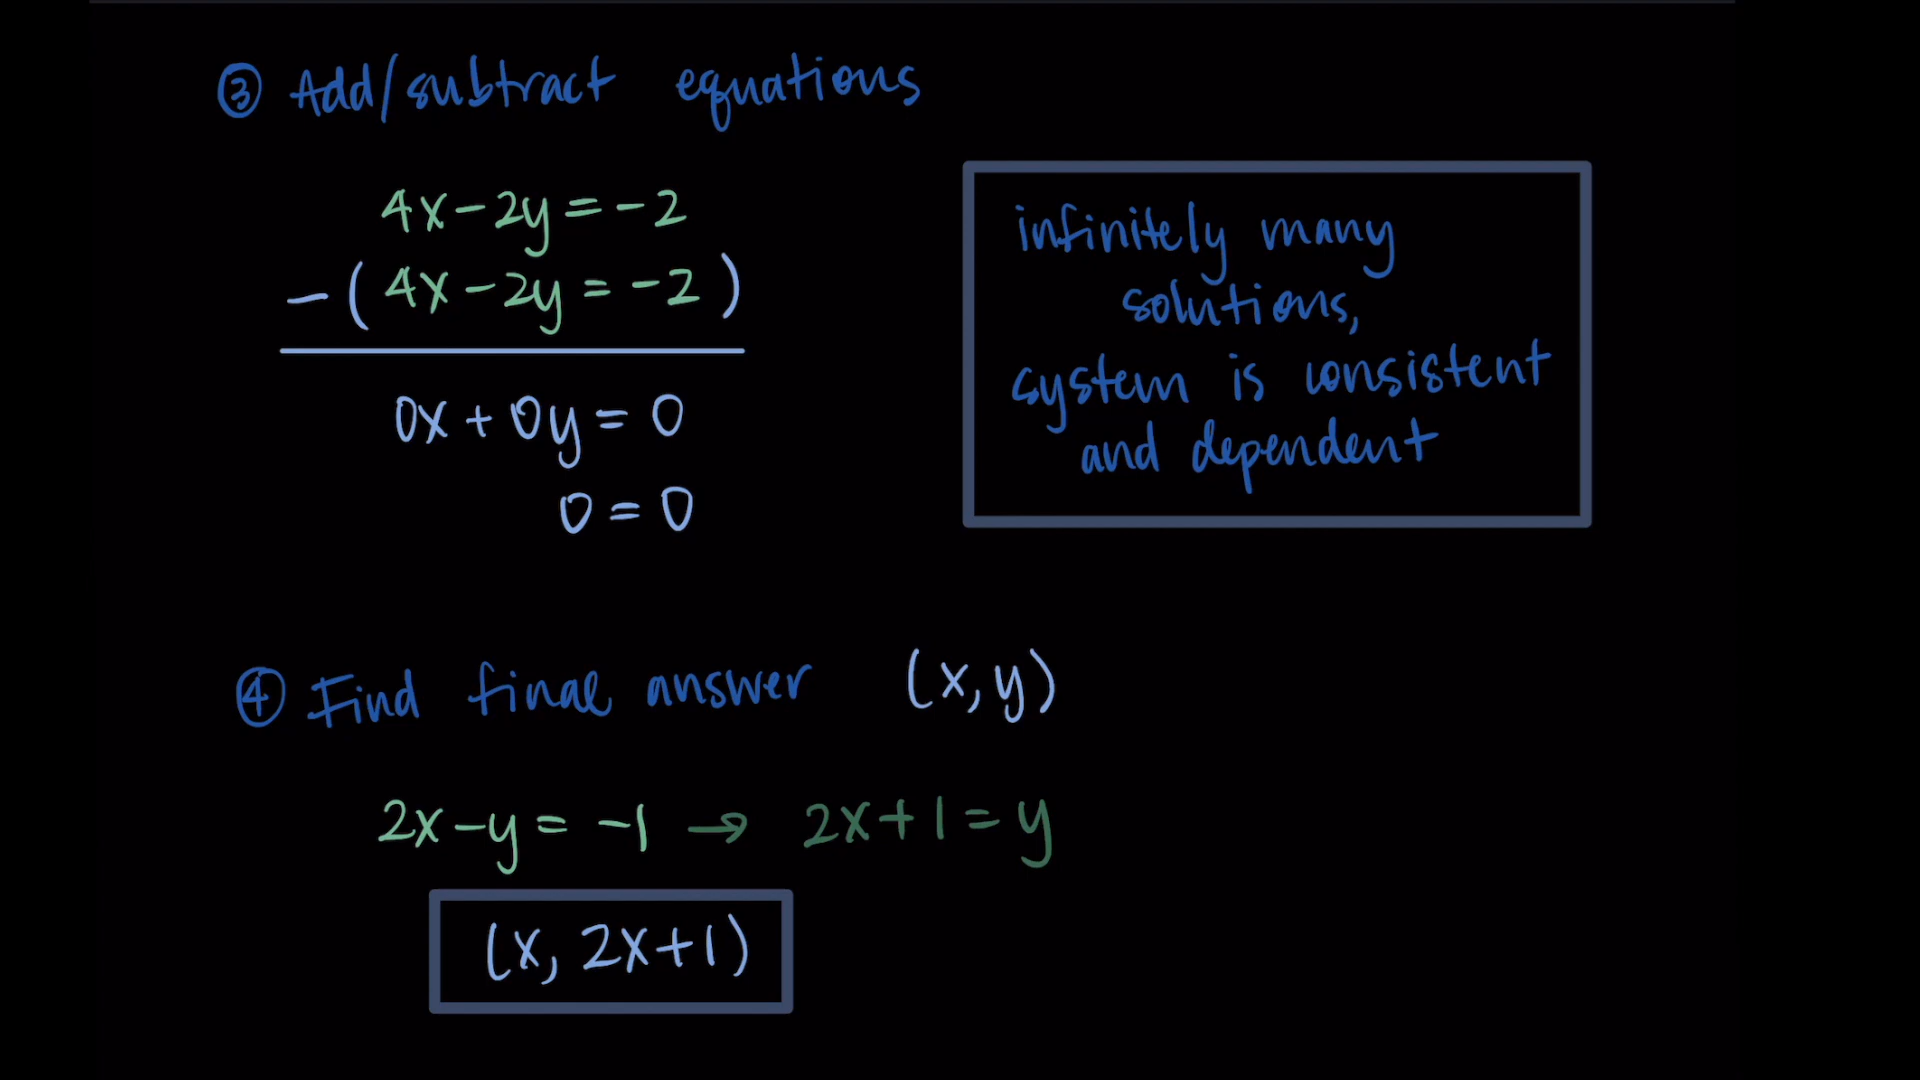 ③ Add/subtract equations
4x-2y=-2
-(4x-2y=-2)
0x+0y=0
0=0
infinitely many
solutions,
system is consistent
and dependent
④ Find final answer (x,y)
2x-y=-1 → 2x+1=y
(x, 2x+1)